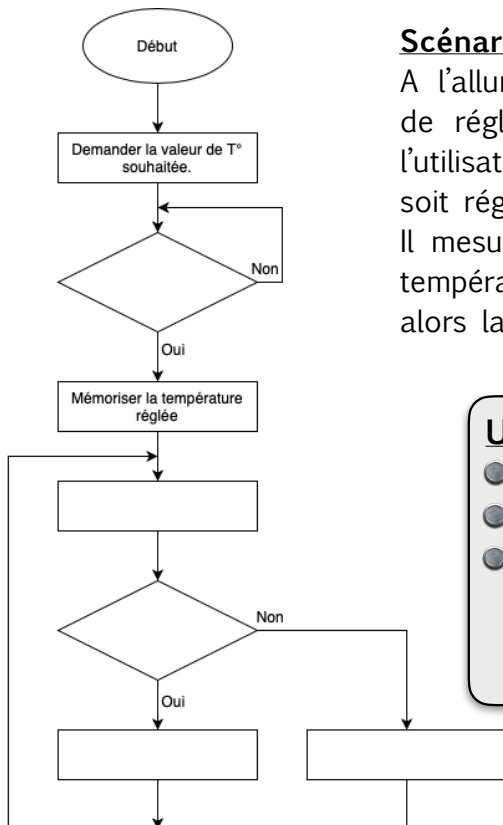 Début
Demander la valeur de T°
souhaitée.
Non
Oui
Mémoriser la température
réglée
Non
Oui
Scénar
A l'allu
de régl
l'utilisat
soit rég
Il mesu
tempéra
alors la